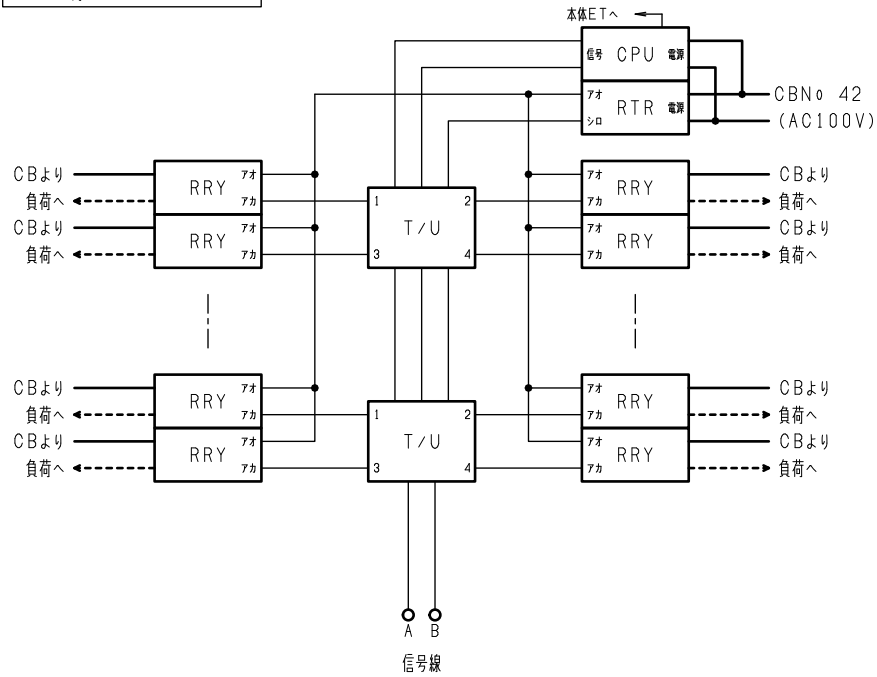 本体ETへ
信号 CPU 電源
アオ RTR 電源
シロ
CBNo 42
(AC100V)
CBより
負荷へ
CBより
負荷へ
RRY アオ
アカ
RRY アオ
アカ
1 2
T/U
3 4
アオ RRY
アカ
アオ RRY
アカ
CBより
負荷へ
CBより
負荷へ
CBより
負荷へ
CBより
負荷へ
RRY アオ
アカ
RRY アオ
アカ
1 2
T/U
3 4
アオ RRY
アカ
アオ RRY
アカ
CBより
負荷へ
CBより
負荷へ
A B
信号線